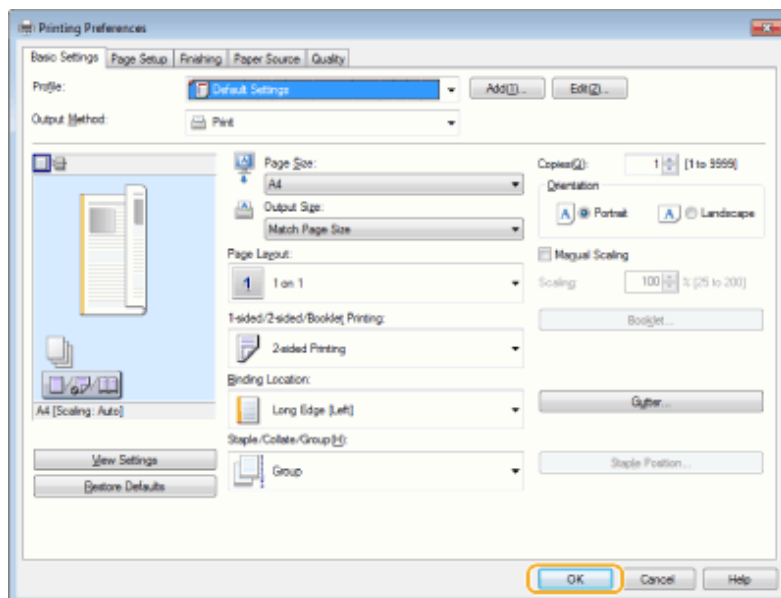 Printing Preferences
Basic Settings Page Setup Finishing Paper Source Quality
Profile: Default Settings Add(1)... Edit(2)...
Output Method: Print
Page Size: Copies(Q): 1 [1 to 9999]
A4 Orientation
Output Size: A Portrait A Landscape
Match Page Size
Page Layout: Manual Scaling
1 1 on 1 Scaling: 100 % [25 to 200]
1-sided/2-sided/Booklet Printing: Booklet...
2-sided Printing
Binding Location:
A4 [Scaling: Auto] Long Edge [Left] Gutter...
Staple/Collate/Group(H):
View Settings Group Staple Position...
Restore Defaults
OK Cancel Help